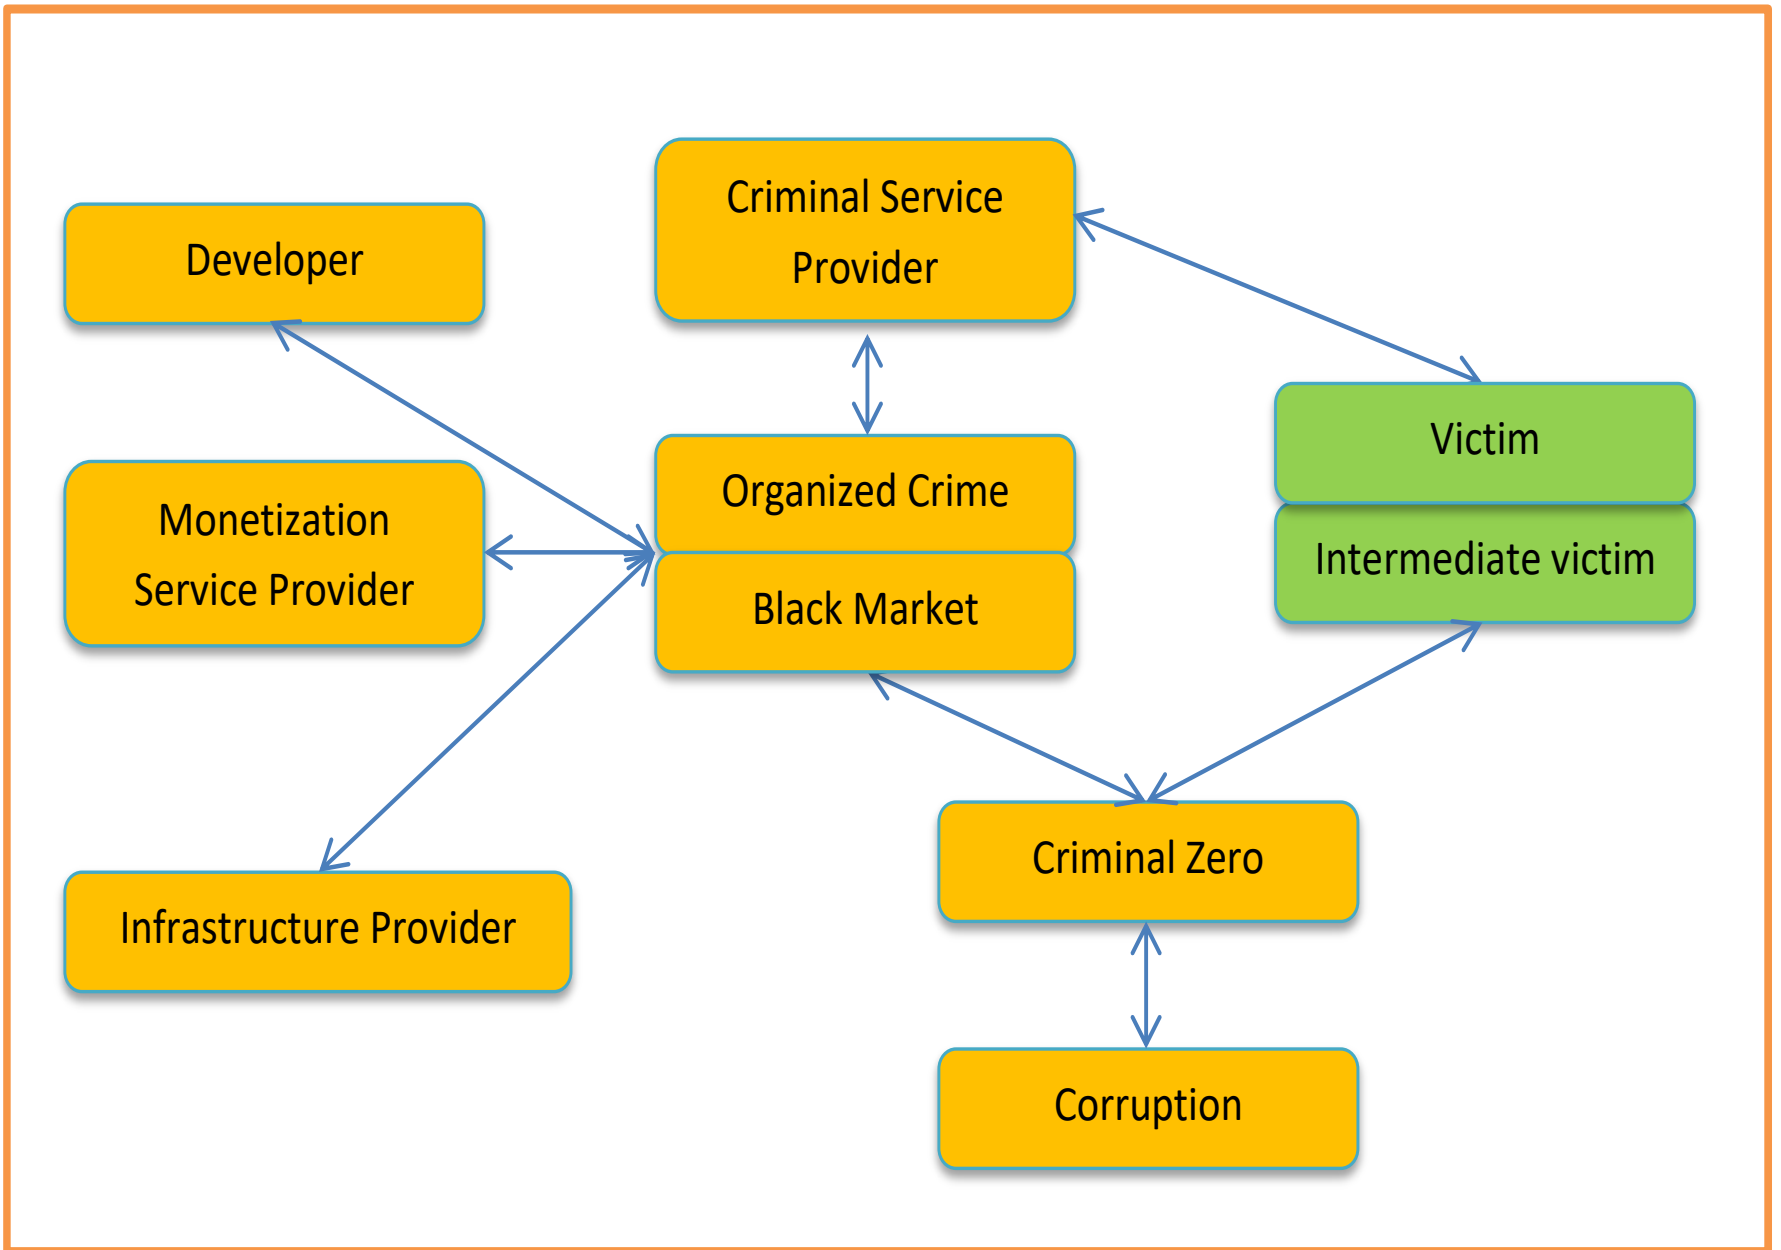 Criminal Service
Provider
Developer
Victim
Organized Crime
Monetization
Service Provider
Intermediate victim
Black Market
Criminal Zero
Infrastructure Provider
Corruption